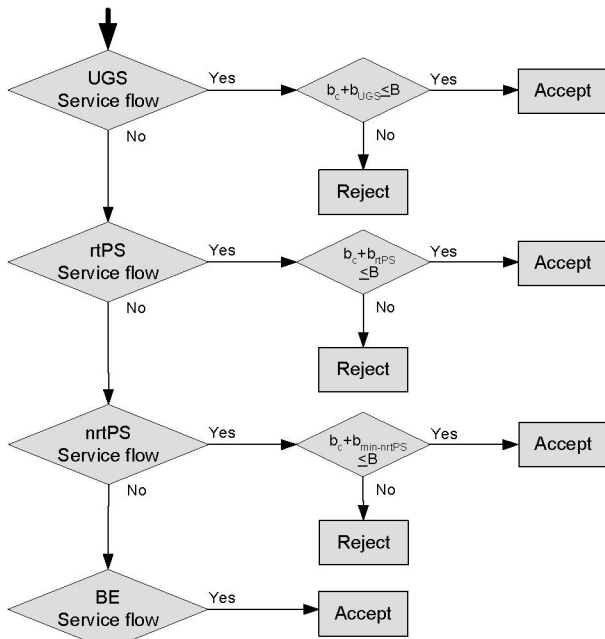 UGS
Service flow
Yes
b_c+b_UGS≤B
Yes
Accept
No
No
Reject
rtPS
Service flow
Yes
b_c+b_rtPS
≤B
Yes
Accept
No
No
Reject
nrtPS
Service flow
Yes
b_c+b_min-nrtPS
≤B
Yes
Accept
No
No
Reject
BE
Service flow
Yes
Accept